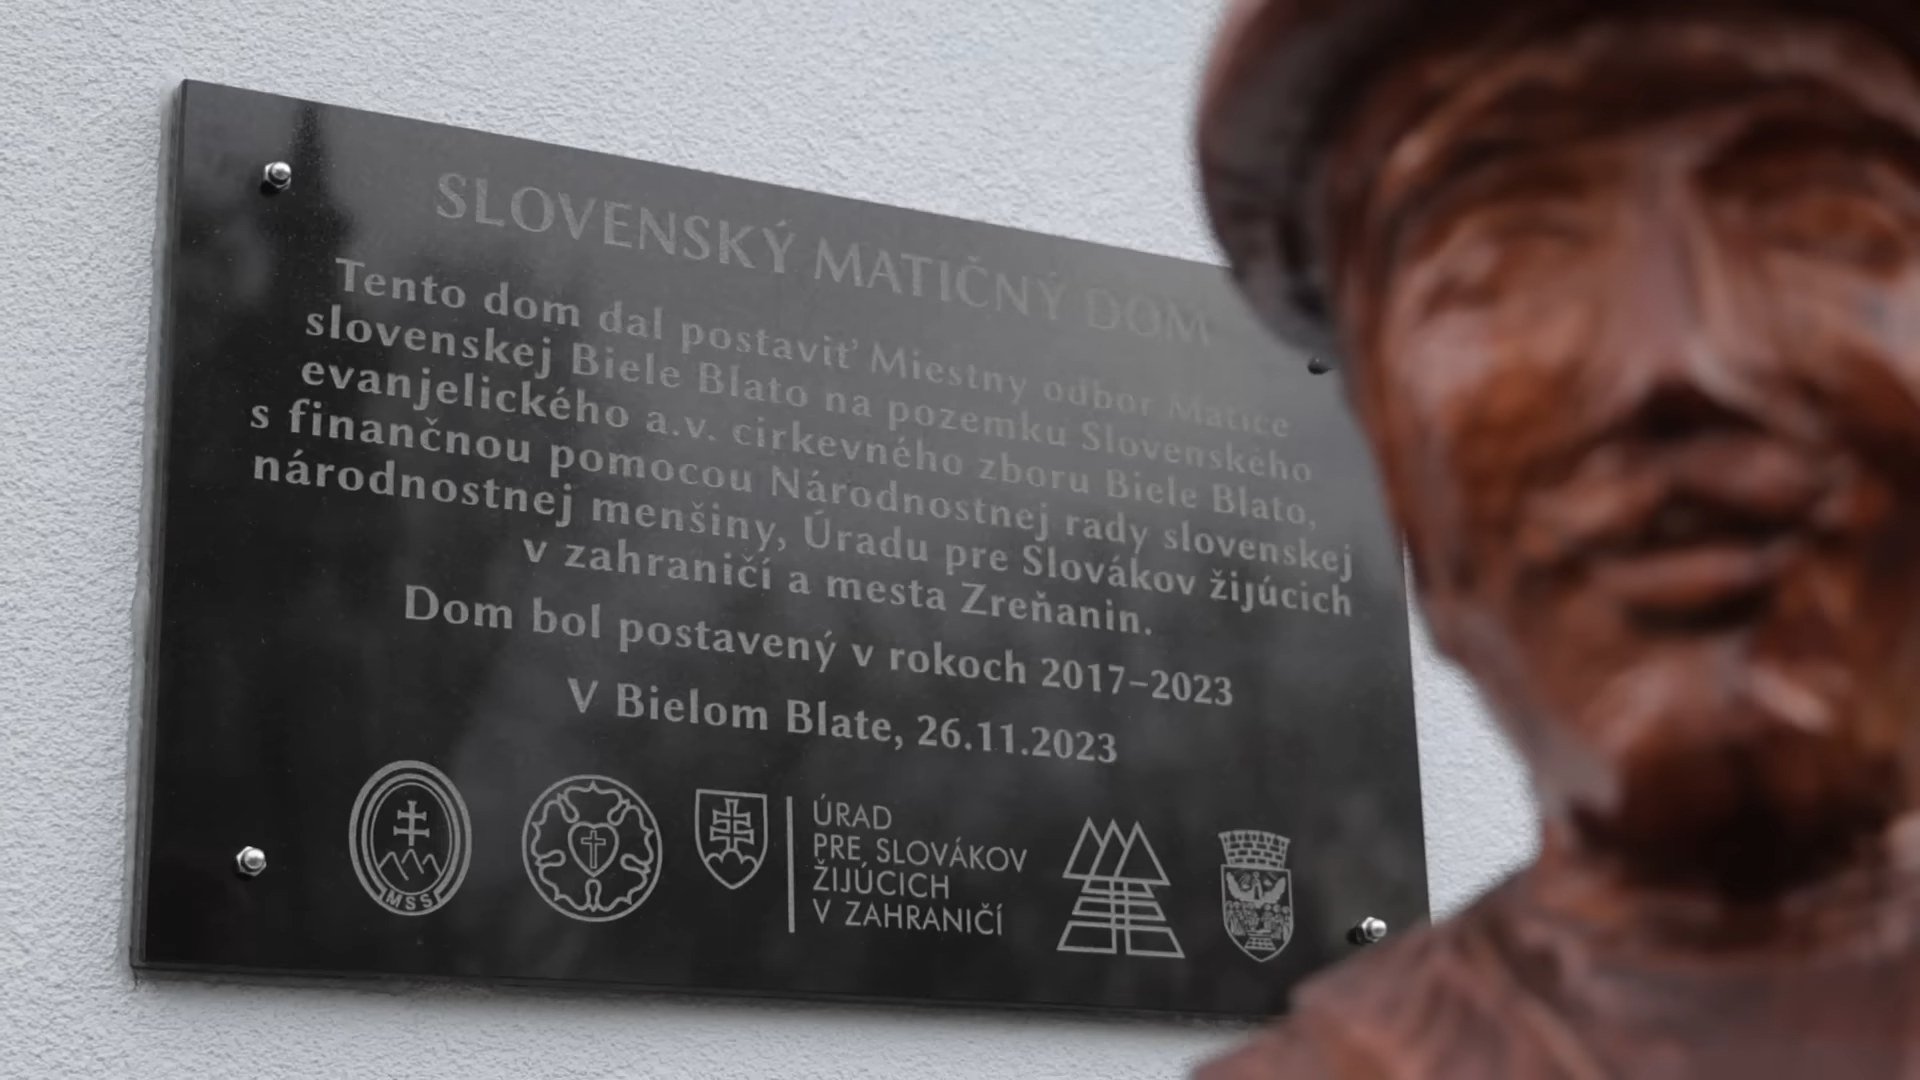 SLOVENSKÝ MATIČNÝ DOM
Tento dom dal postaviť Miestny odbor Matice
slovenskej Biele Blato na pozemku Slovenského
evanjelického a.v. cirkevného zboru Biele Blato,
s finančnou pomocou Národnostnej rady slovenskej
národnostnej menšiny, Úradu pre Slovákov žijúcich
v zahraničí a mesta Zreňanin.
Dom bol postavený v rokoch 2017–2023
V Bielom Blate, 26.11.2023
MSS
ÚRAD
PRE SLOVÁKOV
ŽIJÚCICH
V ZAHRANIČÍ